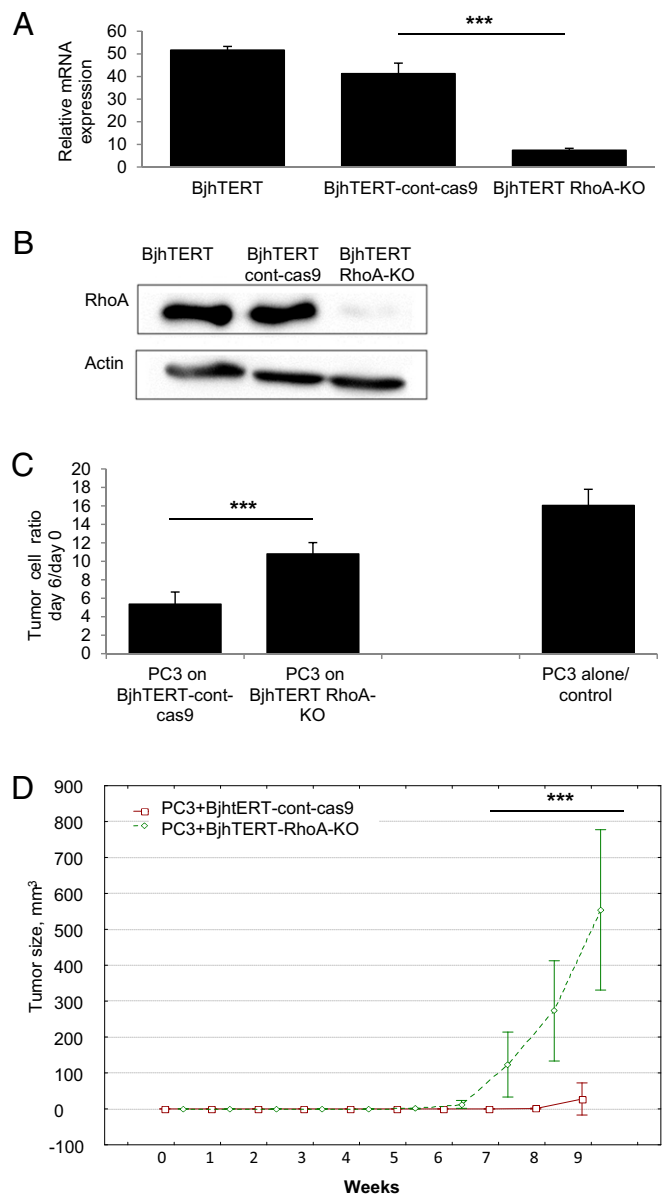 A
Relative mRNA
expression
60
50
40
30
20
10
0
***
BjhTERT
BjhTERT-cont-cas9
BjhTERT RhoA-KO
B
BjhTERT
BjhTERT
cont-cas9
BjhTERT
RhoA-KO
RhoA
Actin
C
Tumor cell ratio
day 6/day 0
20
18
16
14
12
10
8
6
4
2
0
***
PC3 on
BjhTERT-cont-
cas9
PC3 on
BjhTERT RhoA-
KO
PC3 alone/
control
D
Tumor size, mm³
900
800
700
600
500
400
300
200
100
0
-100
PC3+BjhtERT-cont-cas9
PC3+BjhTERT-RhoA-KO
***
0 1 2 3 4 5 6 7 8 9
Weeks